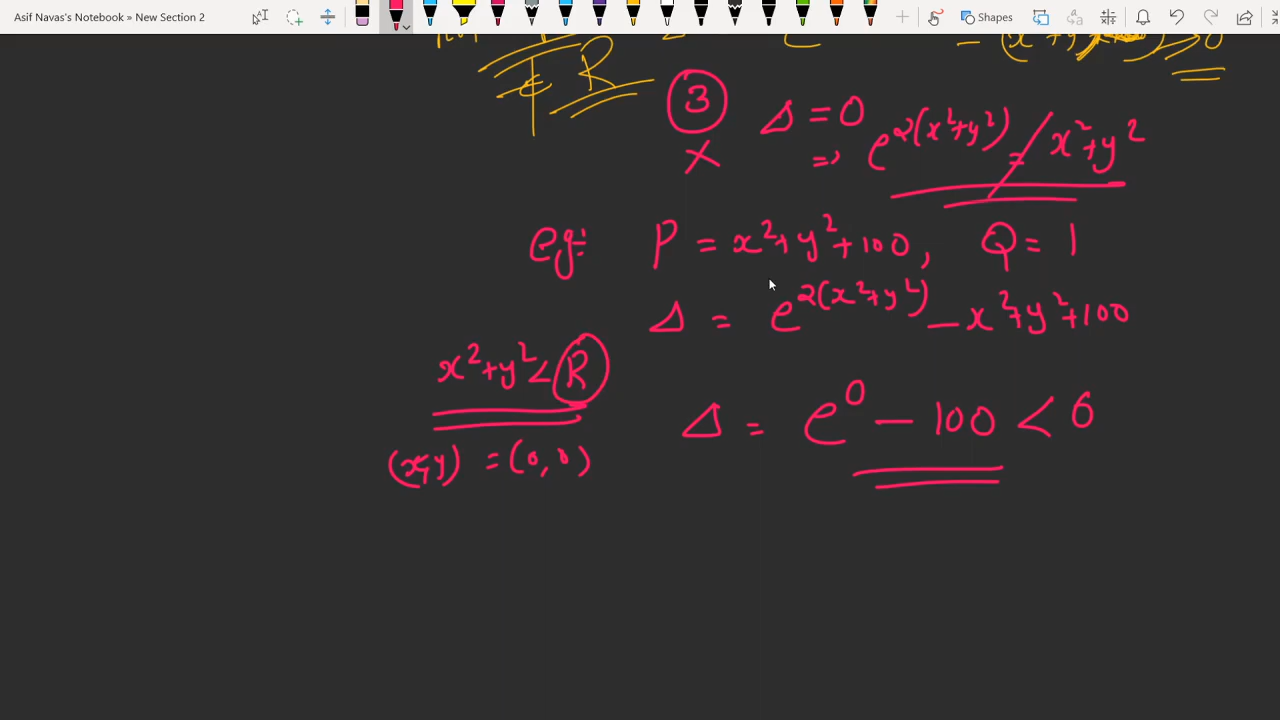 Asif Navas's Notebook » New Section 2
Shapes
∉ R
③ Δ = 0
× => e^{2(x²+y²)} = x²+y²
eg:- P = x²+y²+100, Q = 1
Δ = e^{2(x²+y²)} - x²+y²+100
x²+y² < R
Δ = e⁰ - 100 < 0
(x,y) = (0,0)